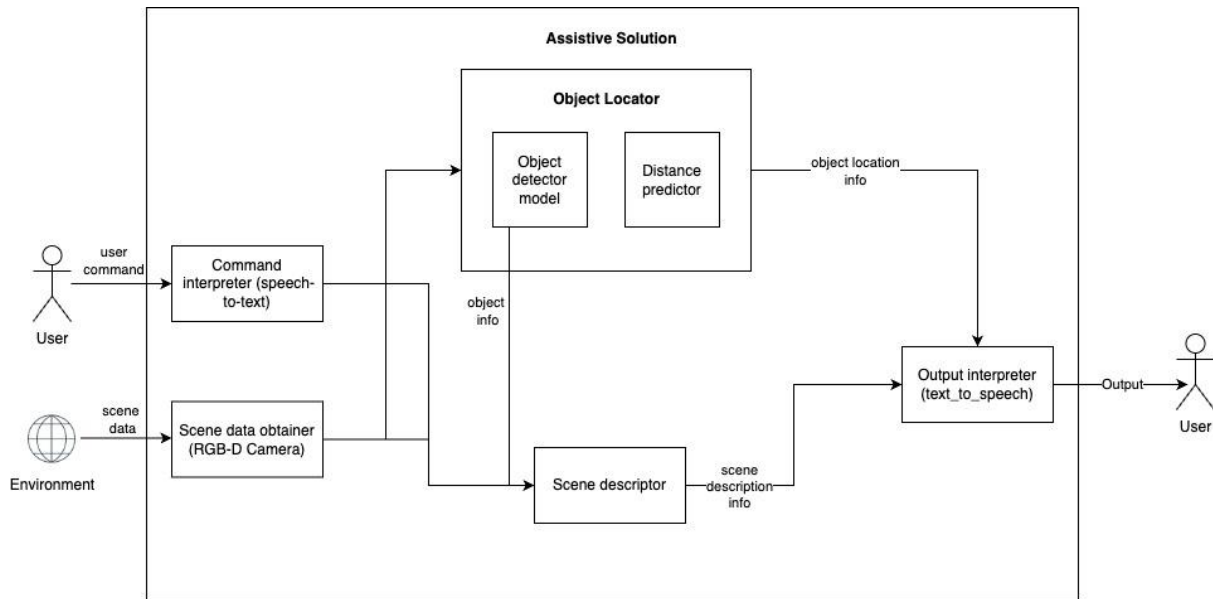 Assistive Solution
Object Locator
Object
detector
model
Distance
predictor
object location
info
user
command
Command
interpreter (speech-
to-text)
User
object
info
scene
data
Scene data obtainer
(RGB-D Camera)
Environment
Scene descriptor
scene
description
info
Output interpreter
(text_to_speech)
Output
User